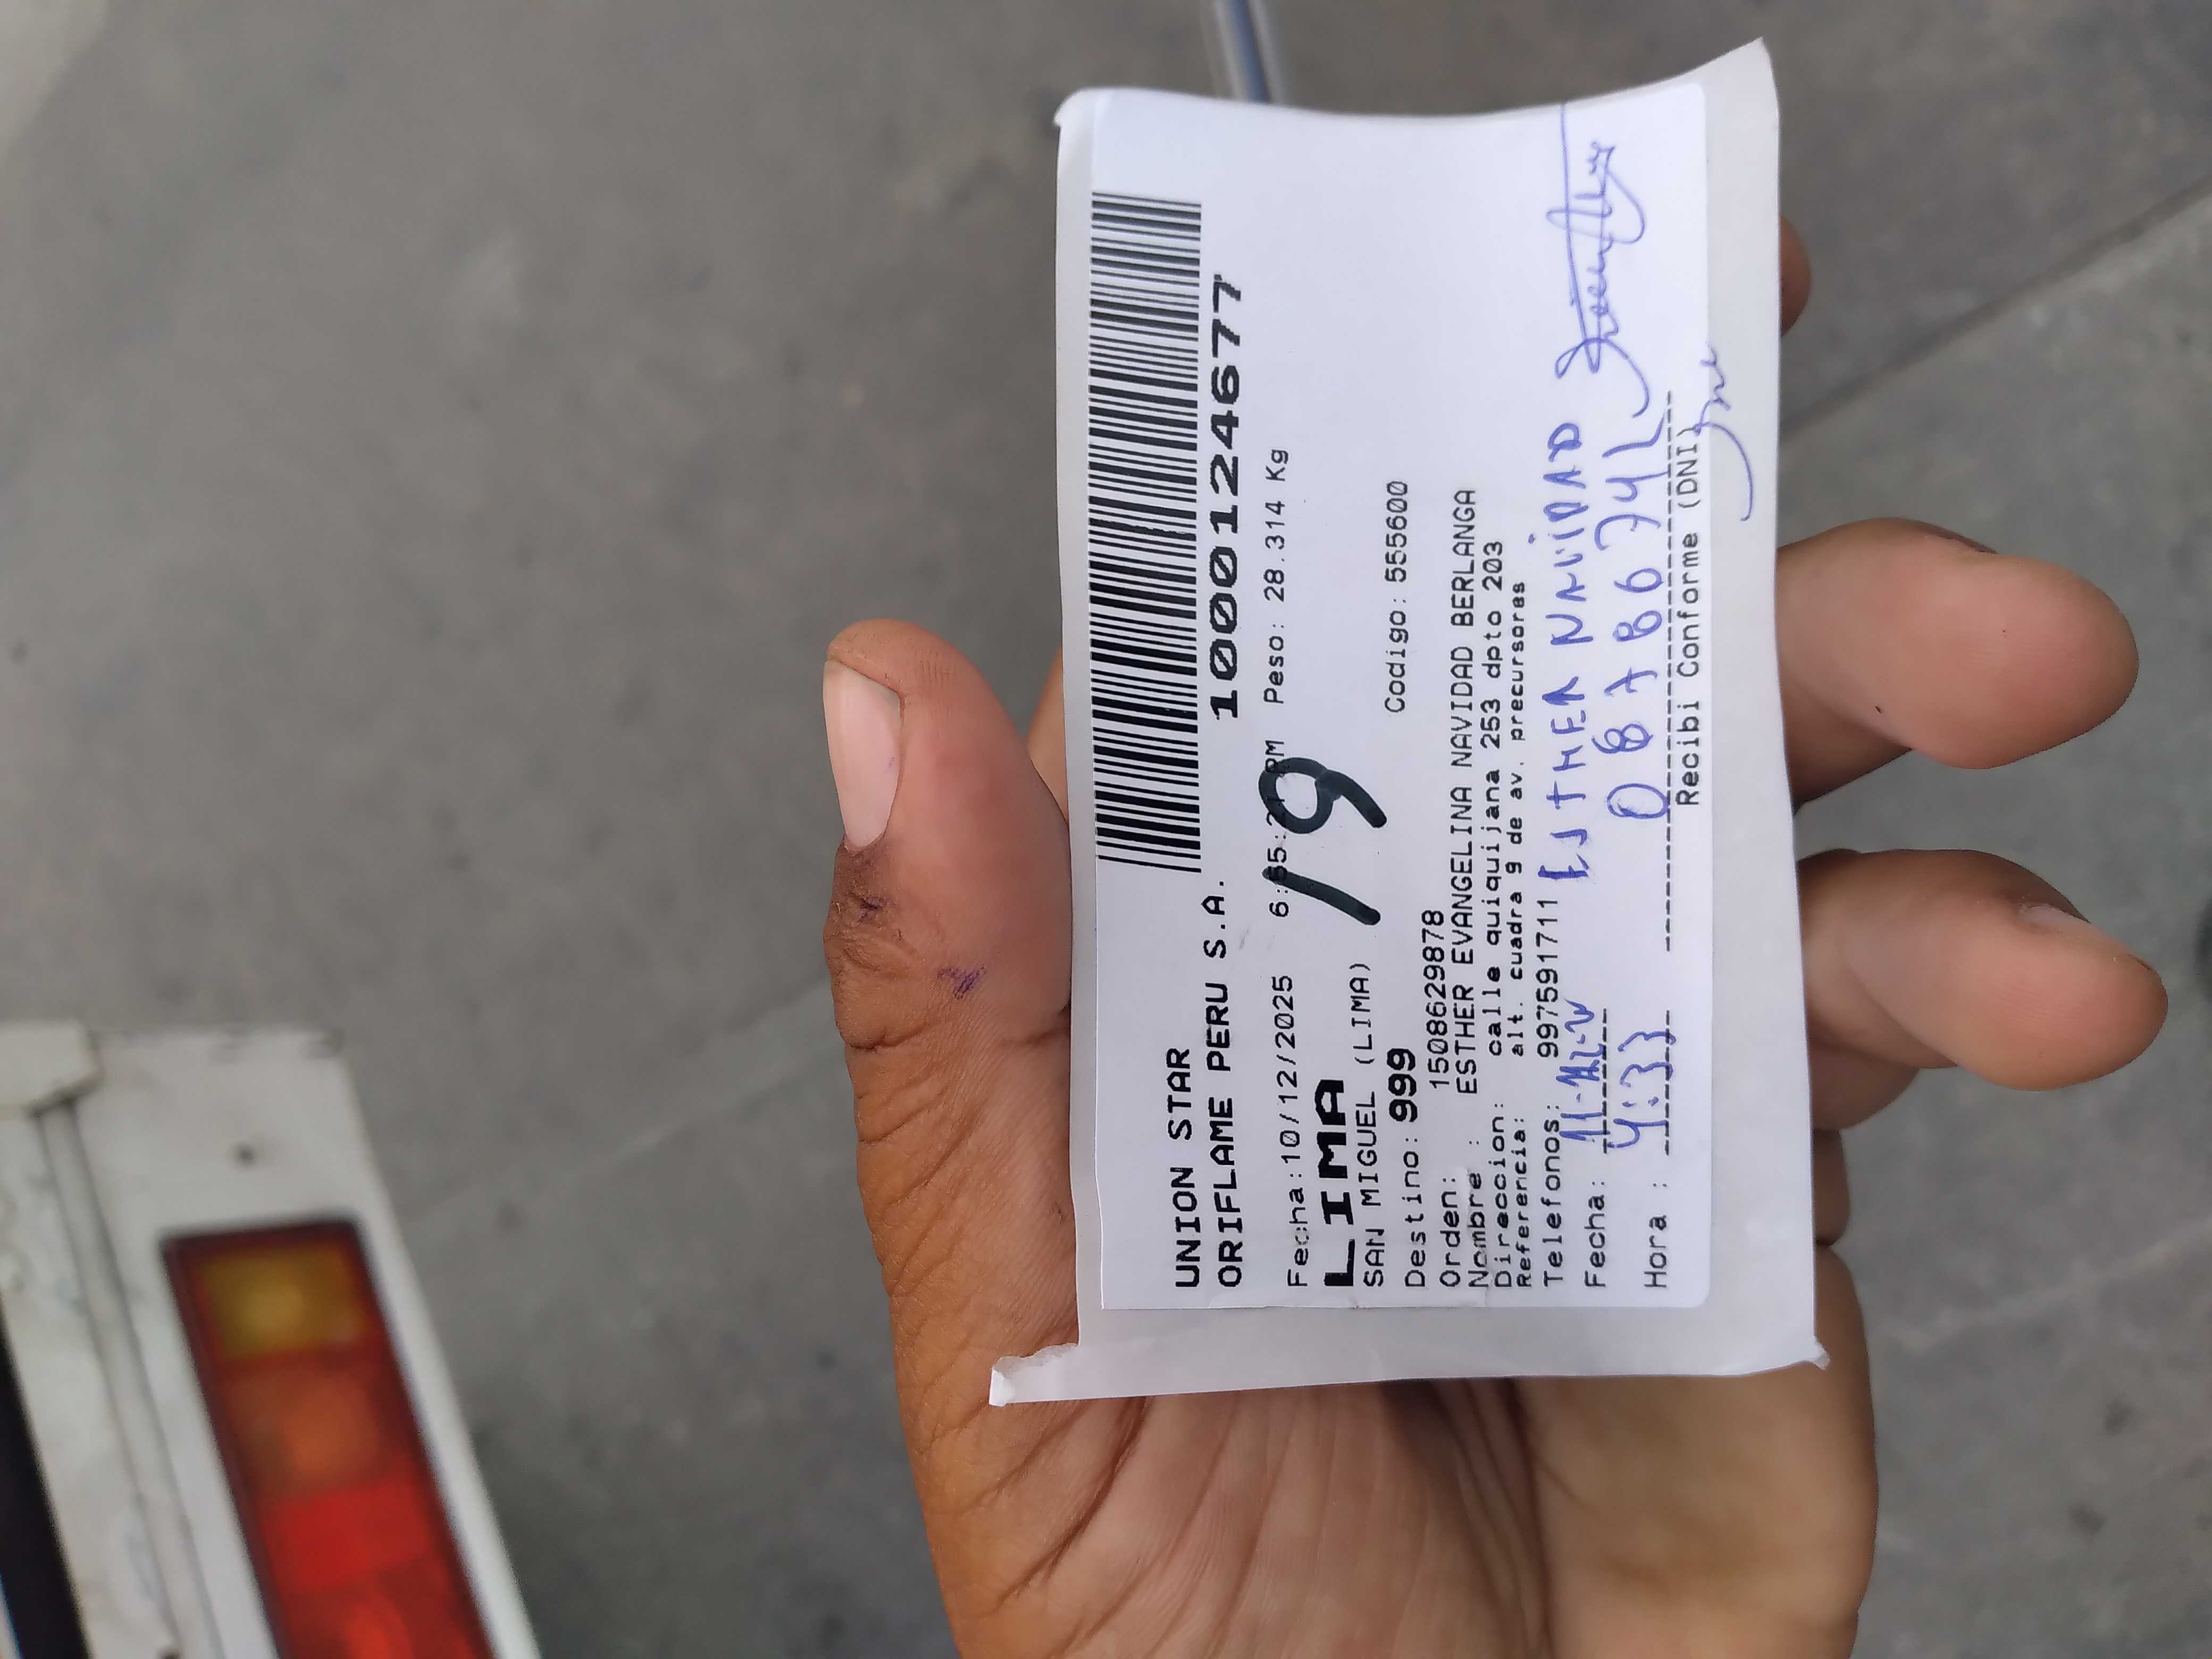 UNION STAR
ORIFLAME PERU S.A.
1000124677
Fecha:10/12/2025 PM Peso: 28.314 Kg
LIMA
19
SAN MIGUEL (LIMA)
Destino: 999 Codigo: 555600
Orden: 15086629878
Nombre : ESTHER EVANGELINA NAVIDAD BERLANGA
Direccion: calle quiquijana 253 dpto 203
Referencia: alt. cuadra 9 de av. precursores
Telefonos: 997591711
ESTHER NAVIDAD
Fecha:
Hora : 4:33
Recibi Conforme (DNI)